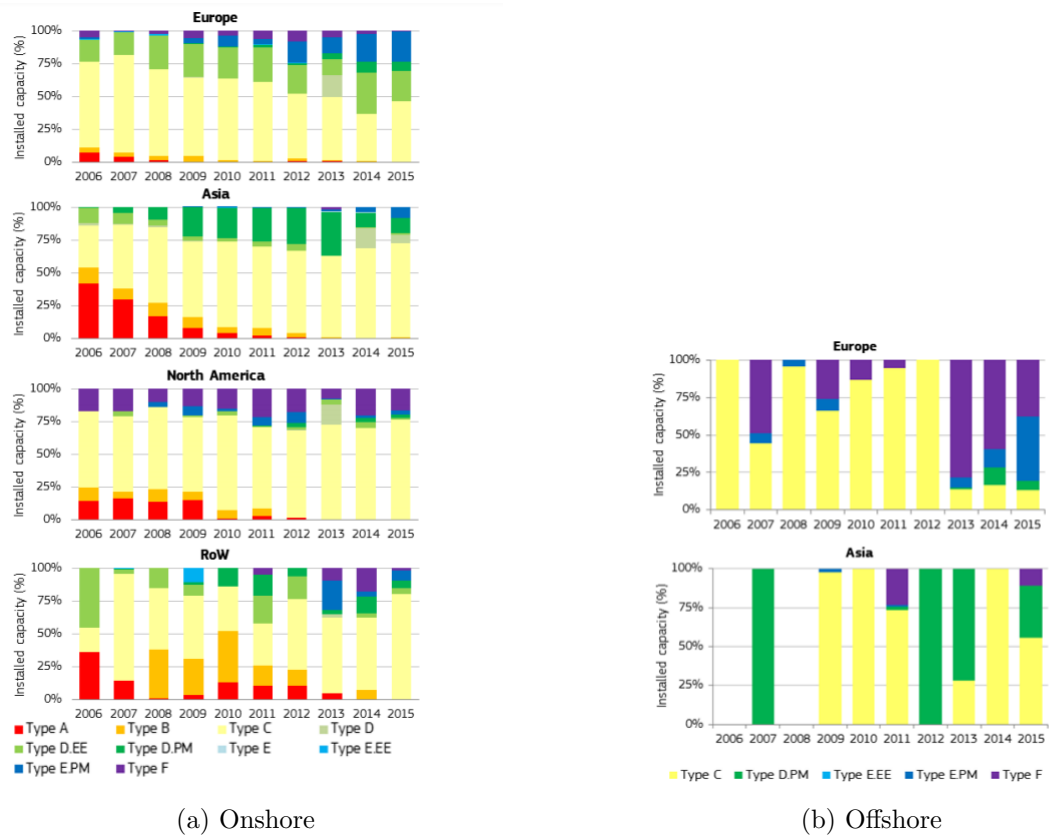 Europe
Installed capacity (%)
100%
75%
50%
25%
0%
2006 2007 2008 2009 2010 2011 2012 2013 2014 2015
Asia
Installed capacity (%)
100%
75%
50%
25%
0%
2006 2007 2008 2009 2010 2011 2012 2013 2014 2015
North America
Installed capacity (%)
100%
75%
50%
25%
0%
2006 2007 2008 2009 2010 2011 2012 2013 2014 2015
RoW
Installed capacity (%)
100%
75%
50%
25%
0%
2006 2007 2008 2009 2010 2011 2012 2013 2014 2015
Type A Type B Type C Type D
Type D.EE Type D.PM Type E Type E.EE
Type E.PM Type F
(a) Onshore
Europe
Installed capacity (%)
100%
75%
50%
25%
0%
2006 2007 2008 2009 2010 2011 2012 2013 2014 2015
Asia
Installed capacity (%)
100%
75%
50%
25%
0%
2006 2007 2008 2009 2010 2011 2012 2013 2014 2015
Type C Type D.PM Type E.EE Type E.PM Type F
(b) Offshore